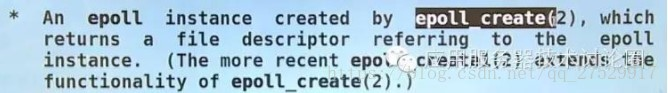 * An epoll instance created by epoll_create(2), which
returns a file descriptor referring to the epoll
instance. (The more recent epoll_create1(2) extends the
functionality of epoll_create(2).)